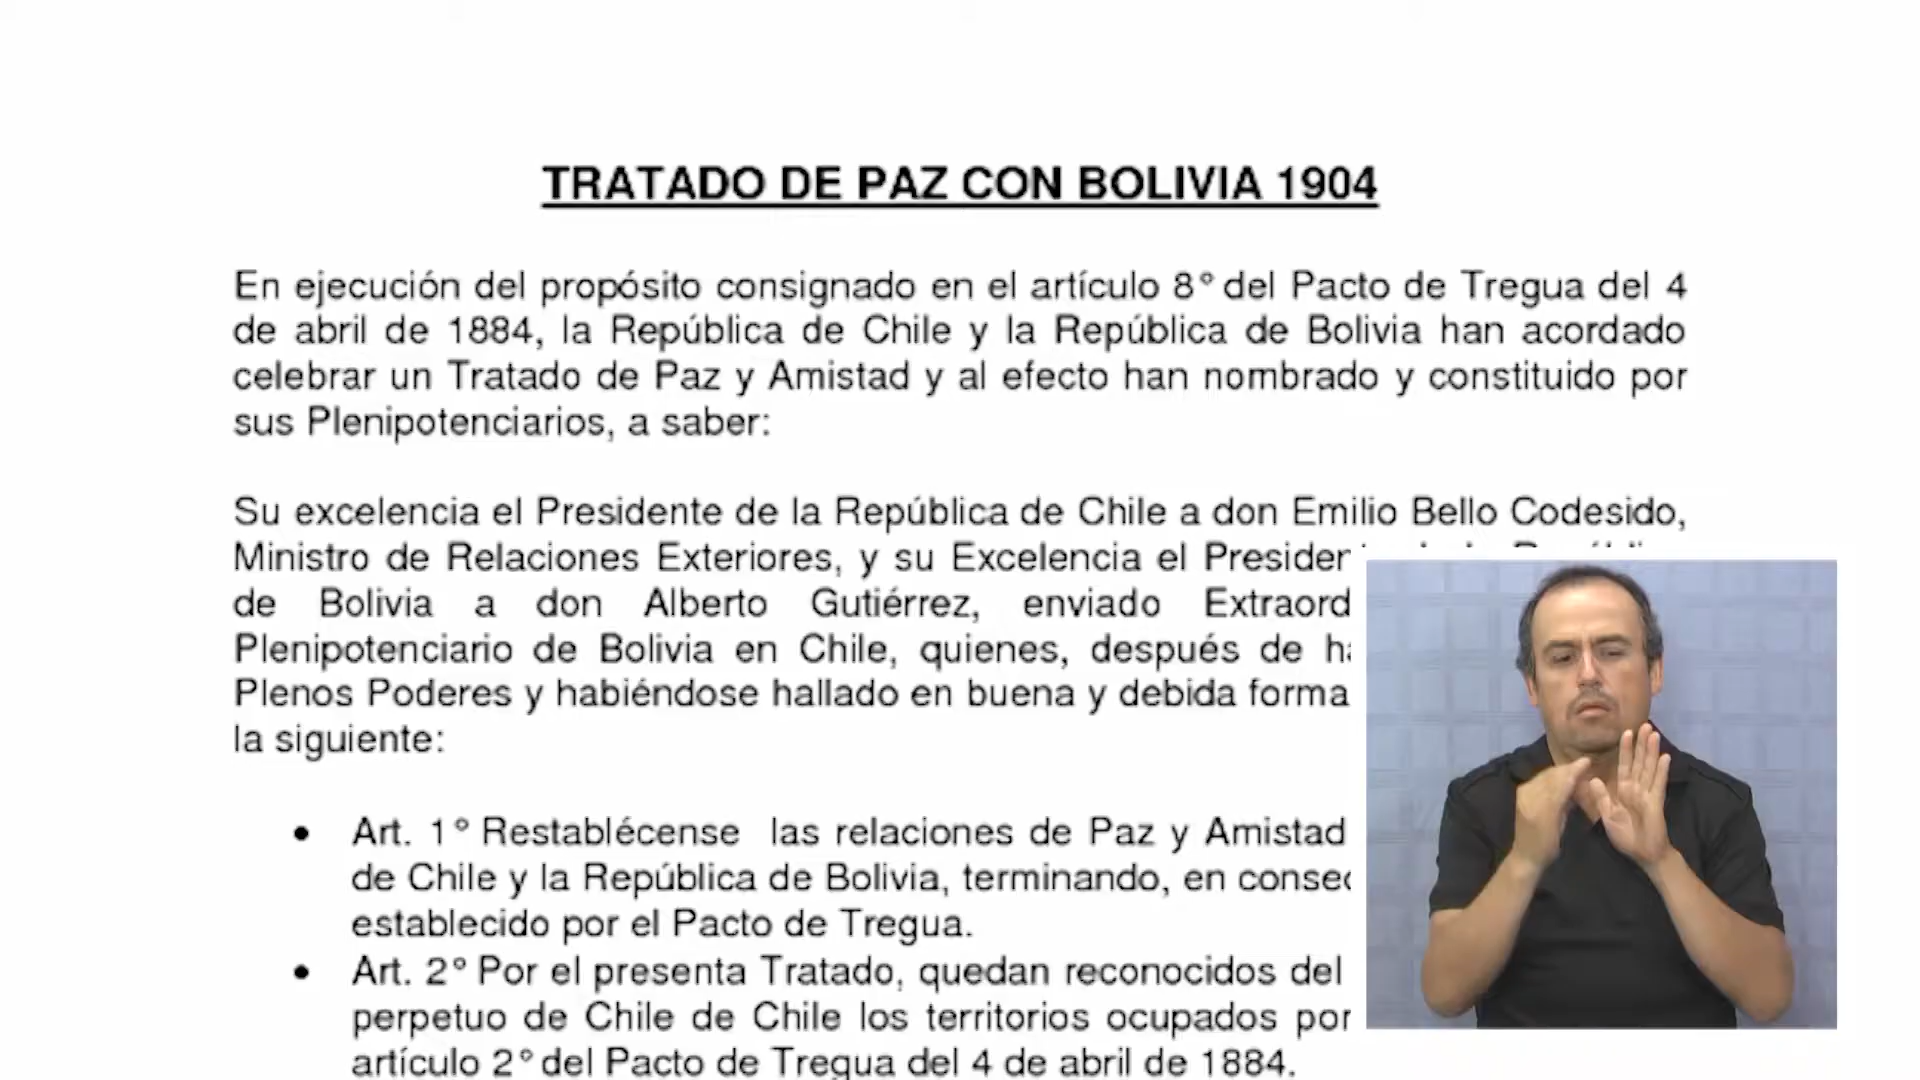 TRATADO DE PAZ CON BOLIVIA 1904
En ejecución del propósito consignado en el artículo 8° del Pacto de Tregua del 4
de abril de 1884, la República de Chile y la República de Bolivia han acordado
celebrar un Tratado de Paz y Amistad y al efecto han nombrado y constituido por
sus Plenipotenciarios, a saber:
Su excelencia el Presidente de la República de Chile a don Emilio Bello Codesido,
Ministro de Relaciones Exteriores, y su Excelencia el
de Bolivia a don Alberto Gutiérrez, enviado
Plenipotenciario de Bolivia en Chile, quienes, después de
Plenos Poderes y habiéndose hallado en buena y debida forma
la siguiente:
• Art. 1° Restablécense las relaciones de Paz y Amistad
de Chile y la República de Bolivia, terminando, en
establecido por el Pacto de Tregua.
• Art. 2° Por el presenta Tratado, quedan reconocidos del
perpetuo de Chile de Chile los territorios ocupados por
artículo 2° del Pacto de Tregua del 4 de abril de 1884.